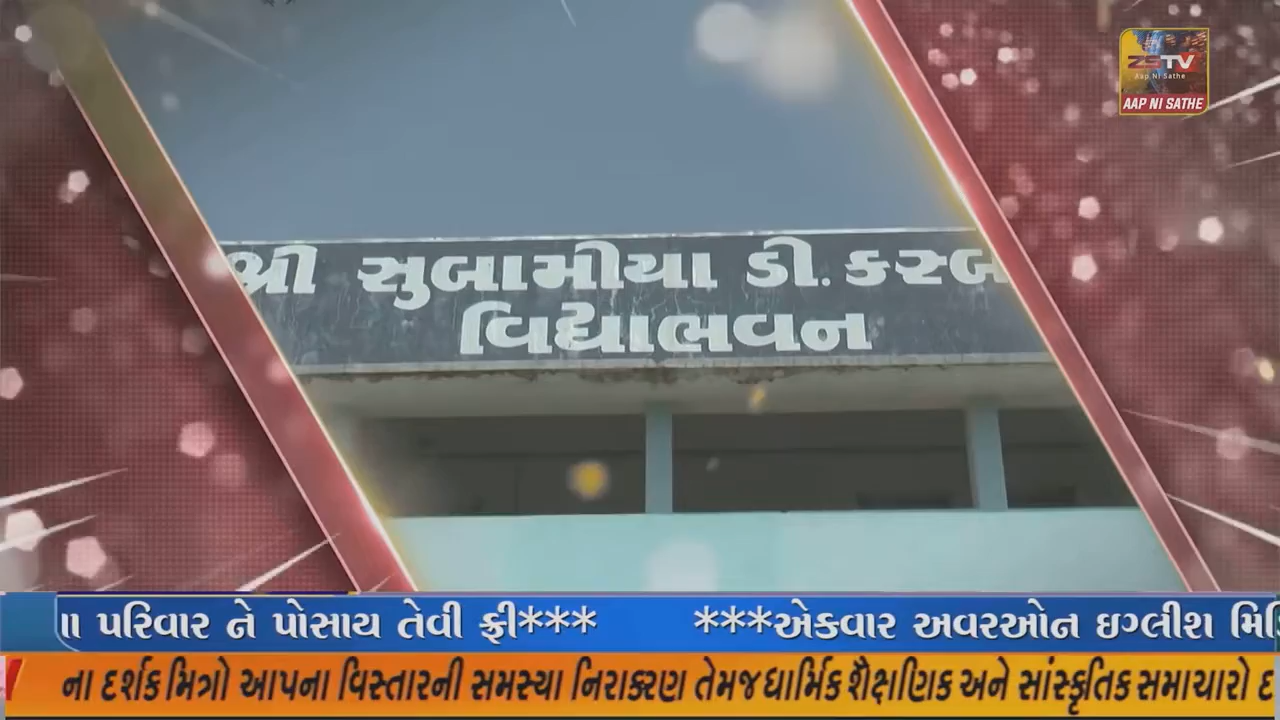 ZSTV
Aap Ni Sathe
AAP NI SATHE
શ્રી સુબામીયા ડી. કરબ
વિદ્યાભવન
પરિવાર ને પોસાય તેવી ફી*** ***એકવાર અવરઓન ઇગ્લીશ
ના દર્શક મિત્રો આપના વિસ્તારની સમસ્યા નિરાકરણ તેમજ ધાર્મિક શૈક્ષણિક અને સાંસ્કૃતિક સમાચારો